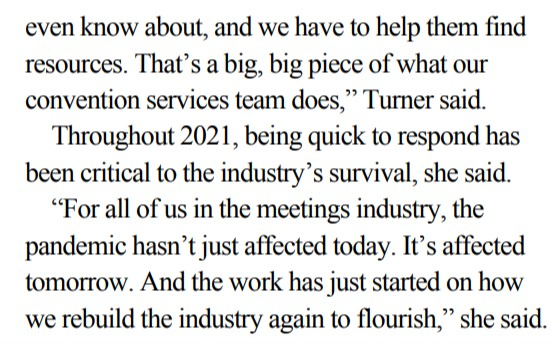 even know about, and we have to help them find
resources. That’s a big, big piece of what our
convention services team does,” Turner said.
Throughout 2021, being quick to respond has
been critical to the industry’s survival, she said.
“For all of us in the meetings industry, the
pandemic hasn’t just affected today. It’s affected
tomorrow. And the work has just started on how
we rebuild the industry again to flourish,” she said.